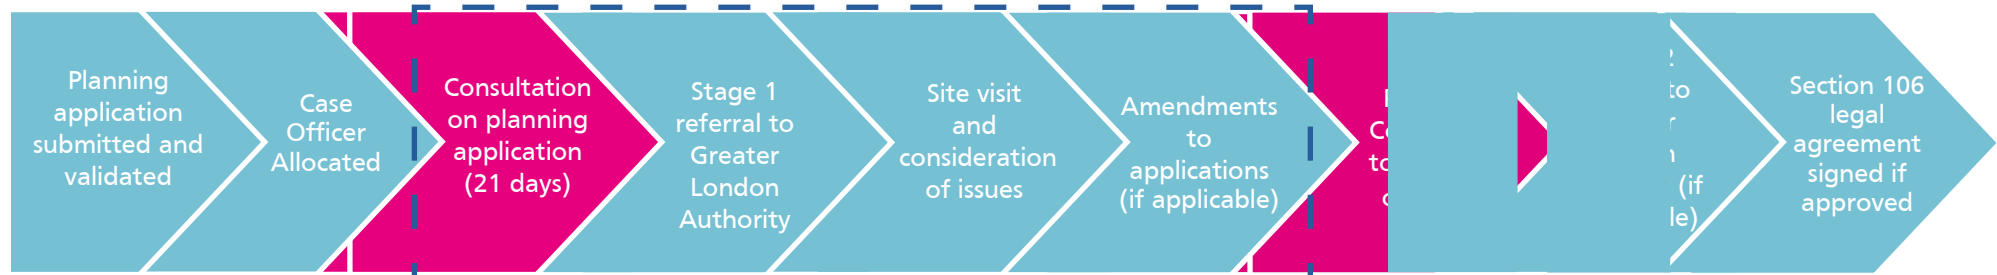 Planning
application
submitted and
validated
Case
Officer
Allocated
Consultation
on planning
application
(21 days)
Stage 1
referral to
Greater
London
Authority
Site visit
and
consideration
of issues
Amendments
to
applications
(if applicable)
to
(if
Section 106
legal
agreement
signed if
approved